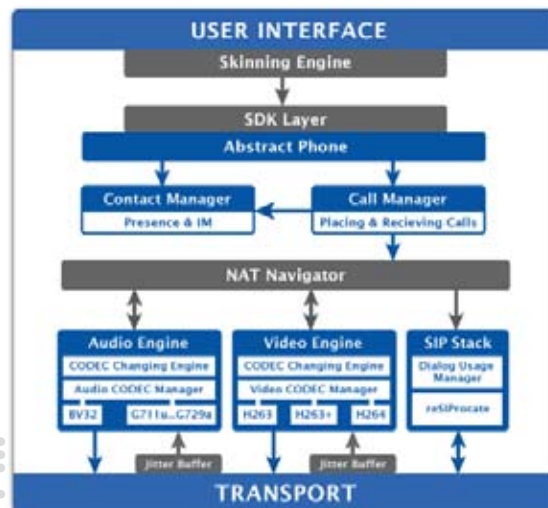 USER INTERFACE
Skinning Engine
SDK Layer
Abstract Phone
Contact Manager
Presence & IM
Call Manager
Placing & Recieving Calls
NAT Navigator
Audio Engine
CODEC Changing Engine
Audio CODEC Manager
BV32
G711u...G729a
Video Engine
CODEC Changing Engine
Video CODEC Manager
H263
H263+
H264
SIP Stack
Dialog Usage
Manager
reSIProcate
Jitter Buffer
Jitter Buffer
TRANSPORT